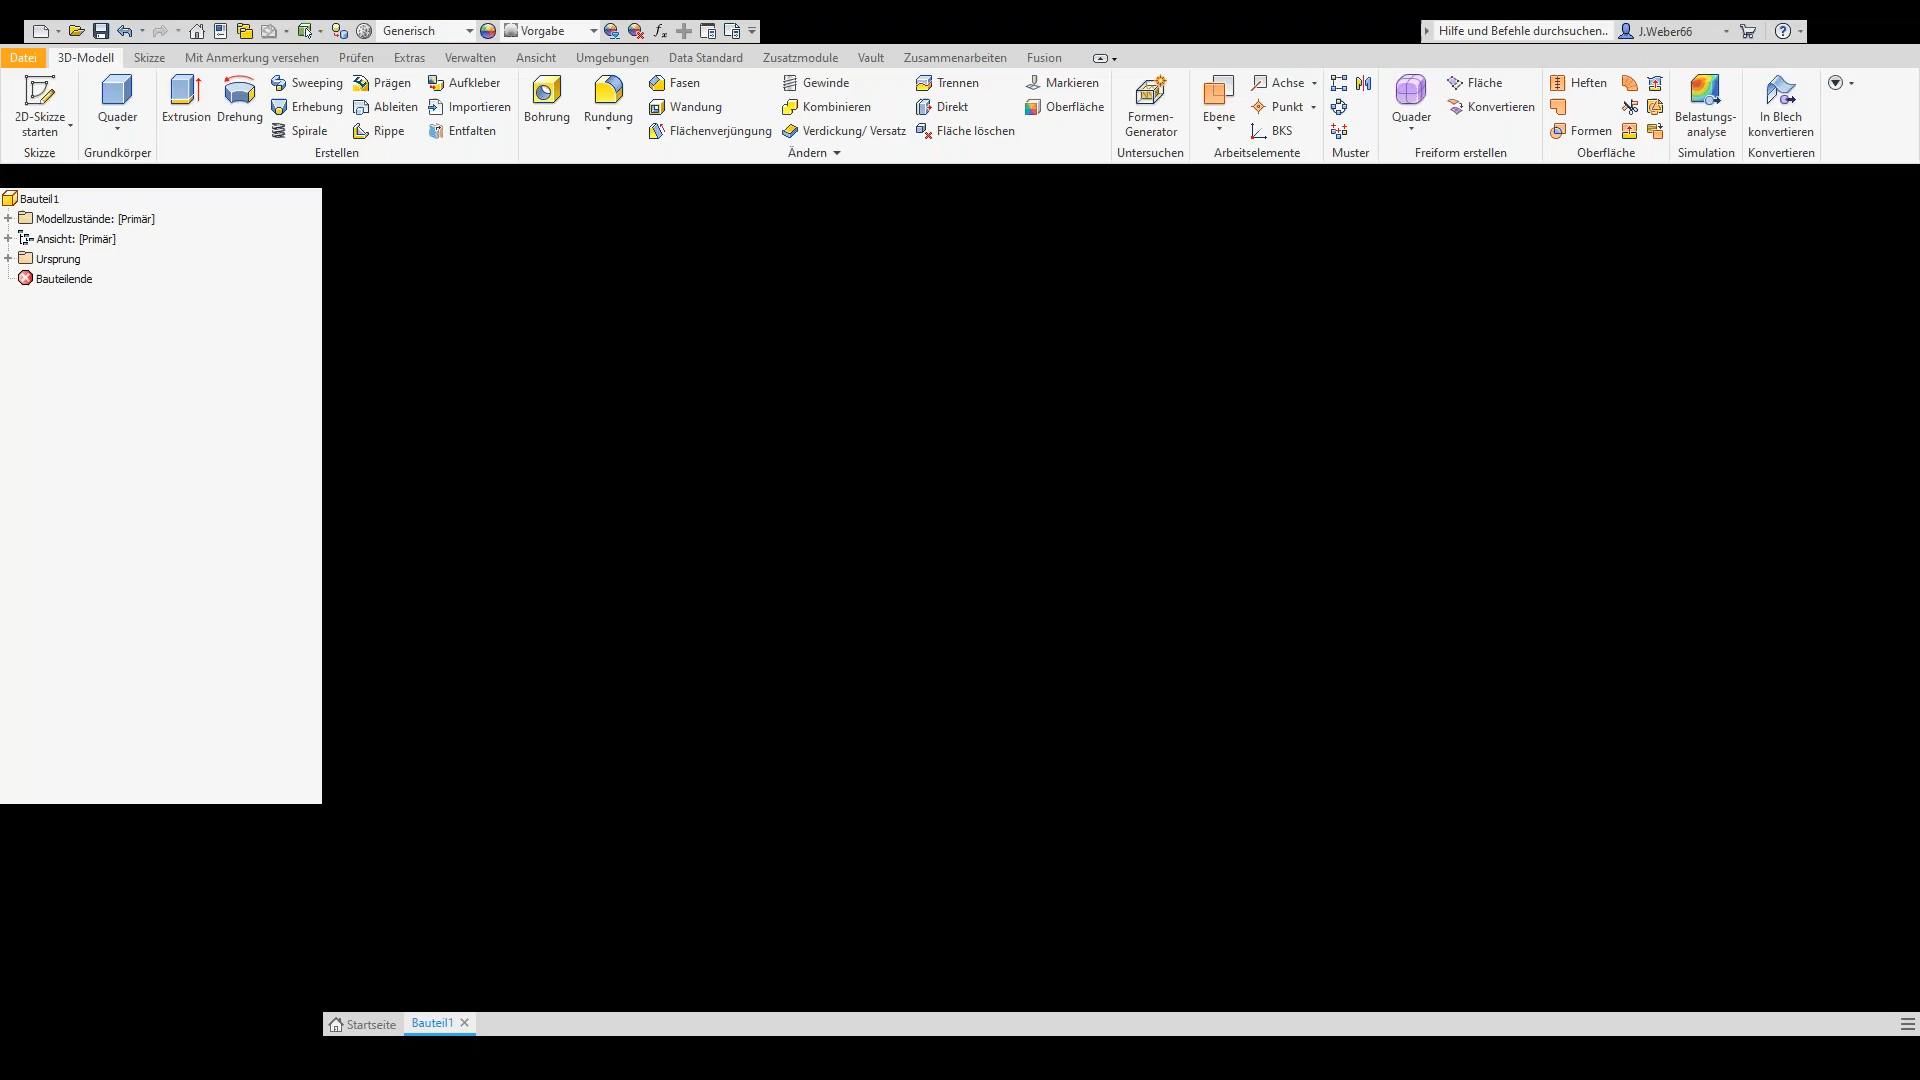 Generisch Vorgabe fx Hilfe und Befehle durchsuchen.. J.Weber66
Datei 3D-Modell Skizze Mit Anmerkung versehen Prüfen Extras Verwalten Ansicht Umgebungen Data Standard Zusatzmodule Vault Zusammenarbeiten Fusion
2D-Skizze
starten
Skizze
Quader
Grundkörper
Extrusion
Drehung
Sweeping
Erhebung
Spirale
Prägen
Ableiten
Rippe
Aufkleber
Importieren
Entfalten
Erstellen
Bohrung
Rundung
Fasen
Wandung
Flächenverjüngung
Gewinde
Kombinieren
Verdickung/ Versatz
Trennen
Direkt
Fläche löschen
Markieren
Oberfläche
Ändern
Formen-
Generator
Untersuchen
Ebene
Achse
Punkt
BKS
Arbeitselemente
Muster
Quader
Fläche
Konvertieren
Freiform erstellen
Heften
Formen
Oberfläche
Belastungs-
analyse
Simulation
In Blech
konvertieren
Konvertieren
Bauteil1
Modellzustände: [Primär]
Ansicht: [Primär]
Ursprung
Bauteilende
Startseite Bauteil1